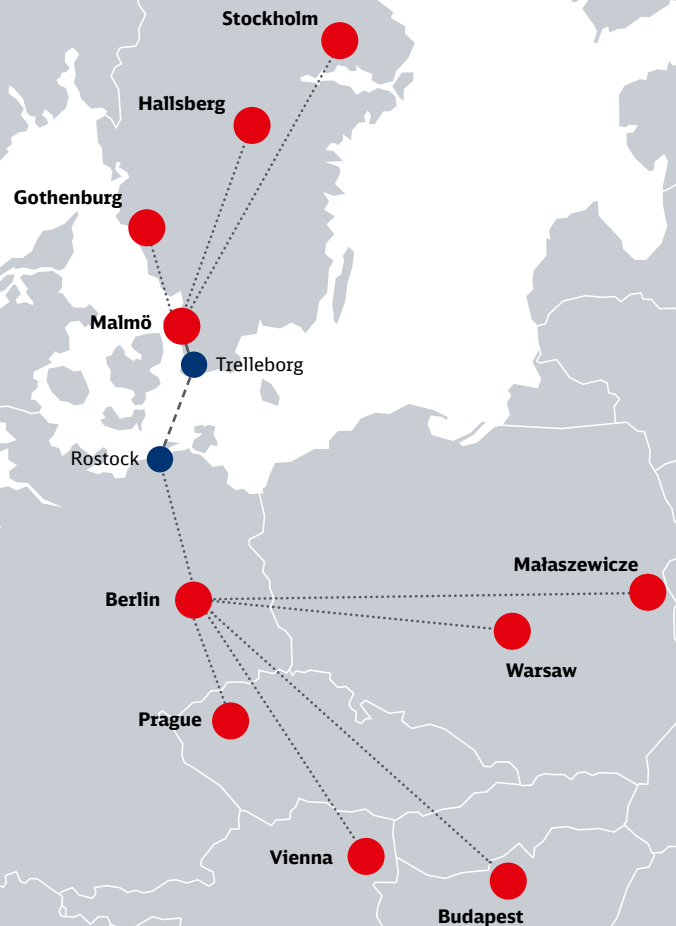 Stockholm
Hallsberg
Gothenburg
Malmö
Trelleborg
Rostock
Małaszewicze
Berlin
Warsaw
Prague
Vienna
Budapest